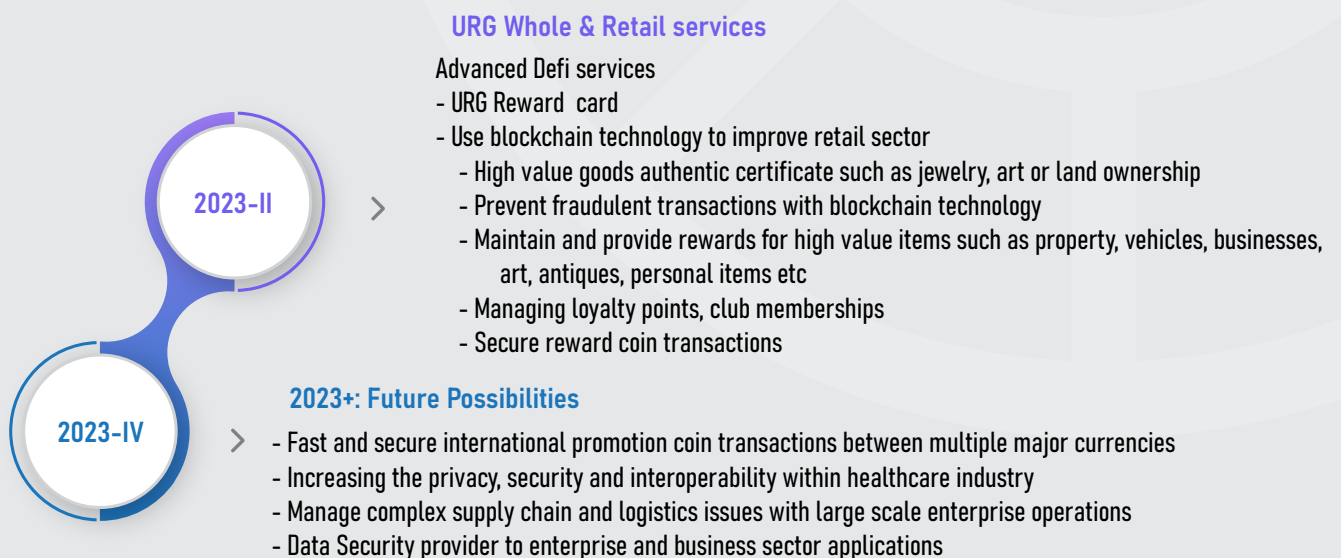 URG Whole & Retail services
Advanced Defi services
- URG Reward card
- Use blockchain technology to improve retail sector
- High value goods authentic certificate such as jewelry, art or land ownership
- Prevent fraudulent transactions with blockchain technology
- Maintain and provide rewards for high value items such as property, vehicles, businesses,
art, antiques, personal items etc
- Managing loyalty points, club memberships
- Secure reward coin transactions
2023-II
2023+: Future Possibilities
- Fast and secure international promotion coin transactions between multiple major currencies
- Increasing the privacy, security and interoperability within healthcare industry
- Manage complex supply chain and logistics issues with large scale enterprise operations
- Data Security provider to enterprise and business sector applications
2023-IV